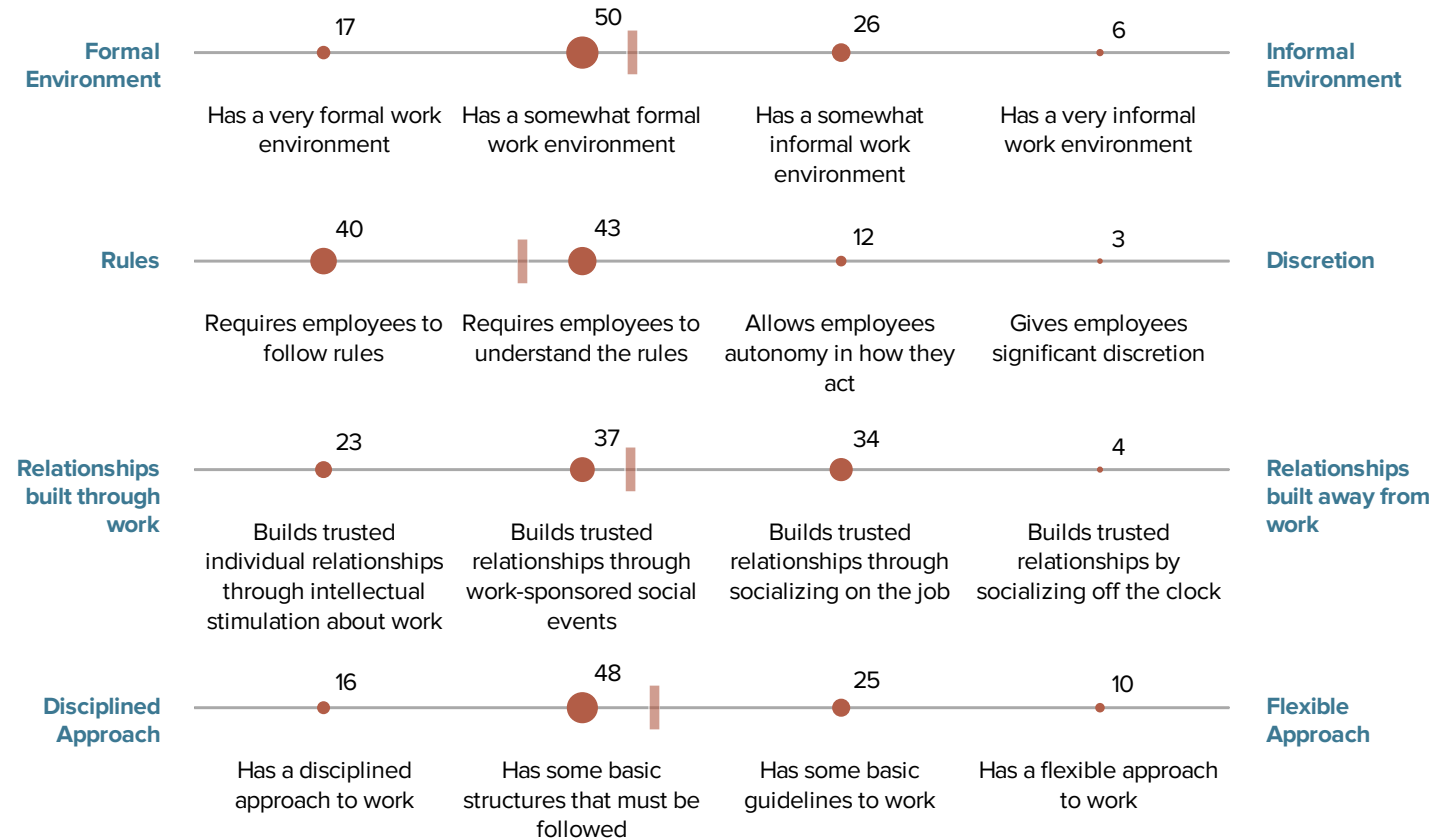 17
50
26
6
Formal
Environment
Informal
Environment
Has a very formal work
environment
Has a somewhat formal
work environment
Has a somewhat
informal work
environment
Has a very informal
work environment
40
43
12
3
Rules
Discretion
Requires employees to
follow rules
Requires employees to
understand the rules
Allows employees
autonomy in how they
act
Gives employees
significant discretion
23
37
34
4
Relationships
built through
work
Relationships
built away from
work
Builds trusted
individual relationships
through intellectual
stimulation about work
Builds trusted
relationships through
work-sponsored social
events
Builds trusted
relationships through
socializing on the job
Builds trusted
relationships by
socializing off the clock
16
48
25
10
Disciplined
Approach
Flexible
Approach
Has a disciplined
approach to work
Has some basic
structures that must be
followed
Has some basic
guidelines to work
Has a flexible approach
to work